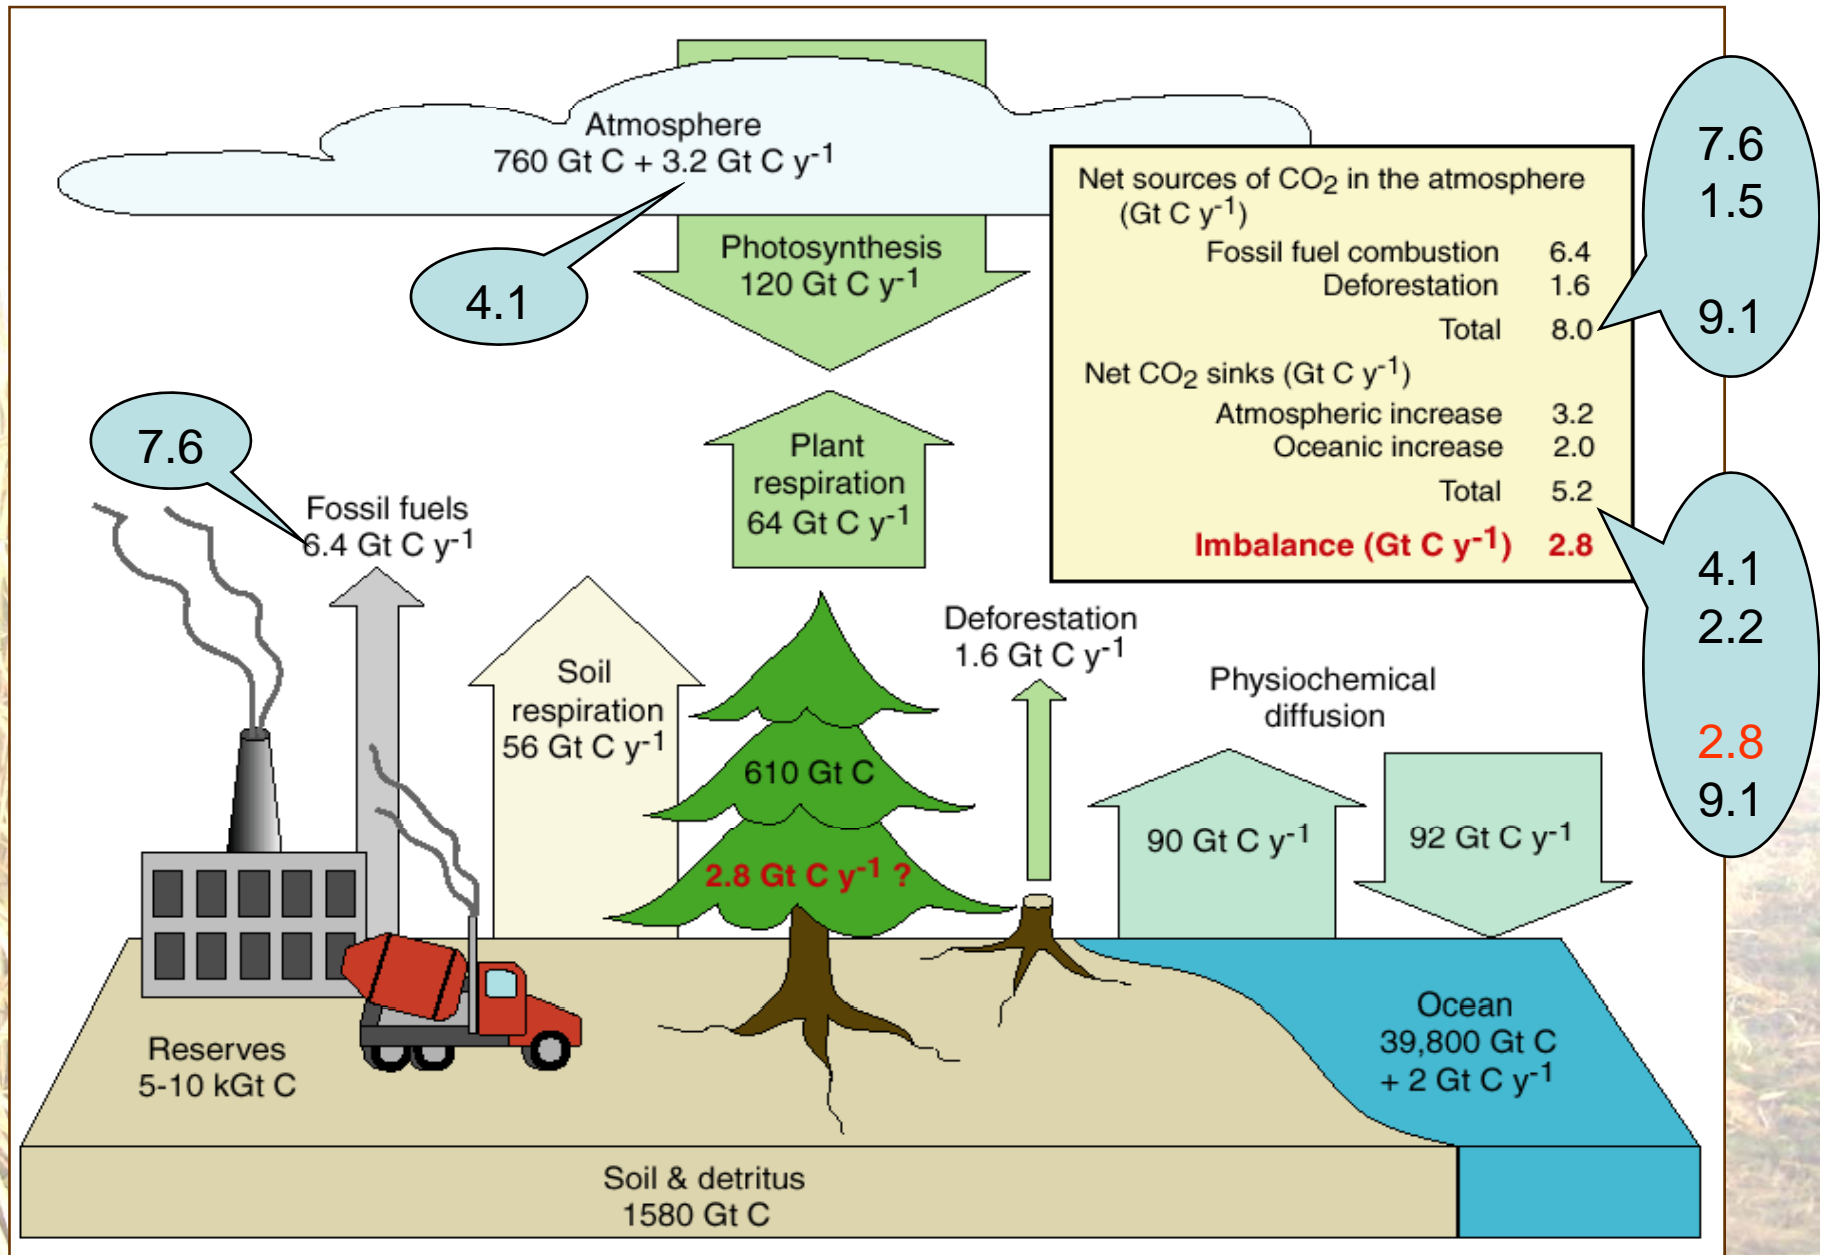 Atmosphere
760 Gt C + 3.2 Gt C y-1
4.1
Photosynthesis
120 Gt C y-1
Net sources of CO2 in the atmosphere
(Gt C y-1)
Fossil fuel combustion 6.4
Deforestation 1.6
Total 8.0
Net CO2 sinks (Gt C y-1)
Atmospheric increase 3.2
Oceanic increase 2.0
Total 5.2
Imbalance (Gt C y-1) 2.8
7.6
1.5
9.1
4.1
2.2
2.8
9.1
7.6
Fossil fuels
6.4 Gt C y-1
Plant
respiration
64 Gt C y-1
Soil
respiration
56 Gt C y-1
610 Gt C
2.8 Gt C y-1 ?
Deforestation
1.6 Gt C y-1
Physiochemical
diffusion
90 Gt C y-1
92 Gt C y-1
Reserves
5-10 kGt C
Ocean
39,800 Gt C
+ 2 Gt C y-1
Soil & detritus
1580 Gt C